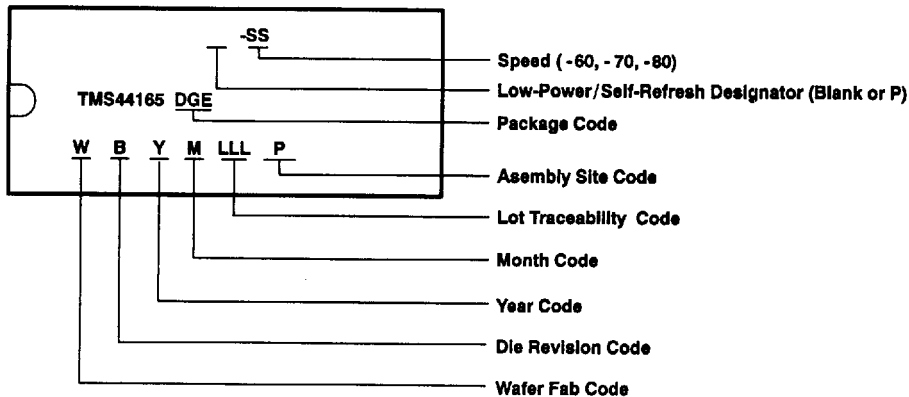 -SS
Speed ( -60, -70, -80)
Low-Power/Self-Refresh Designator (Blank or P)
TMS44165 DGE
Package Code
W B Y M LLL P
Asembly Site Code
Lot Traceability Code
Month Code
Year Code
Die Revision Code
Wafer Fab Code